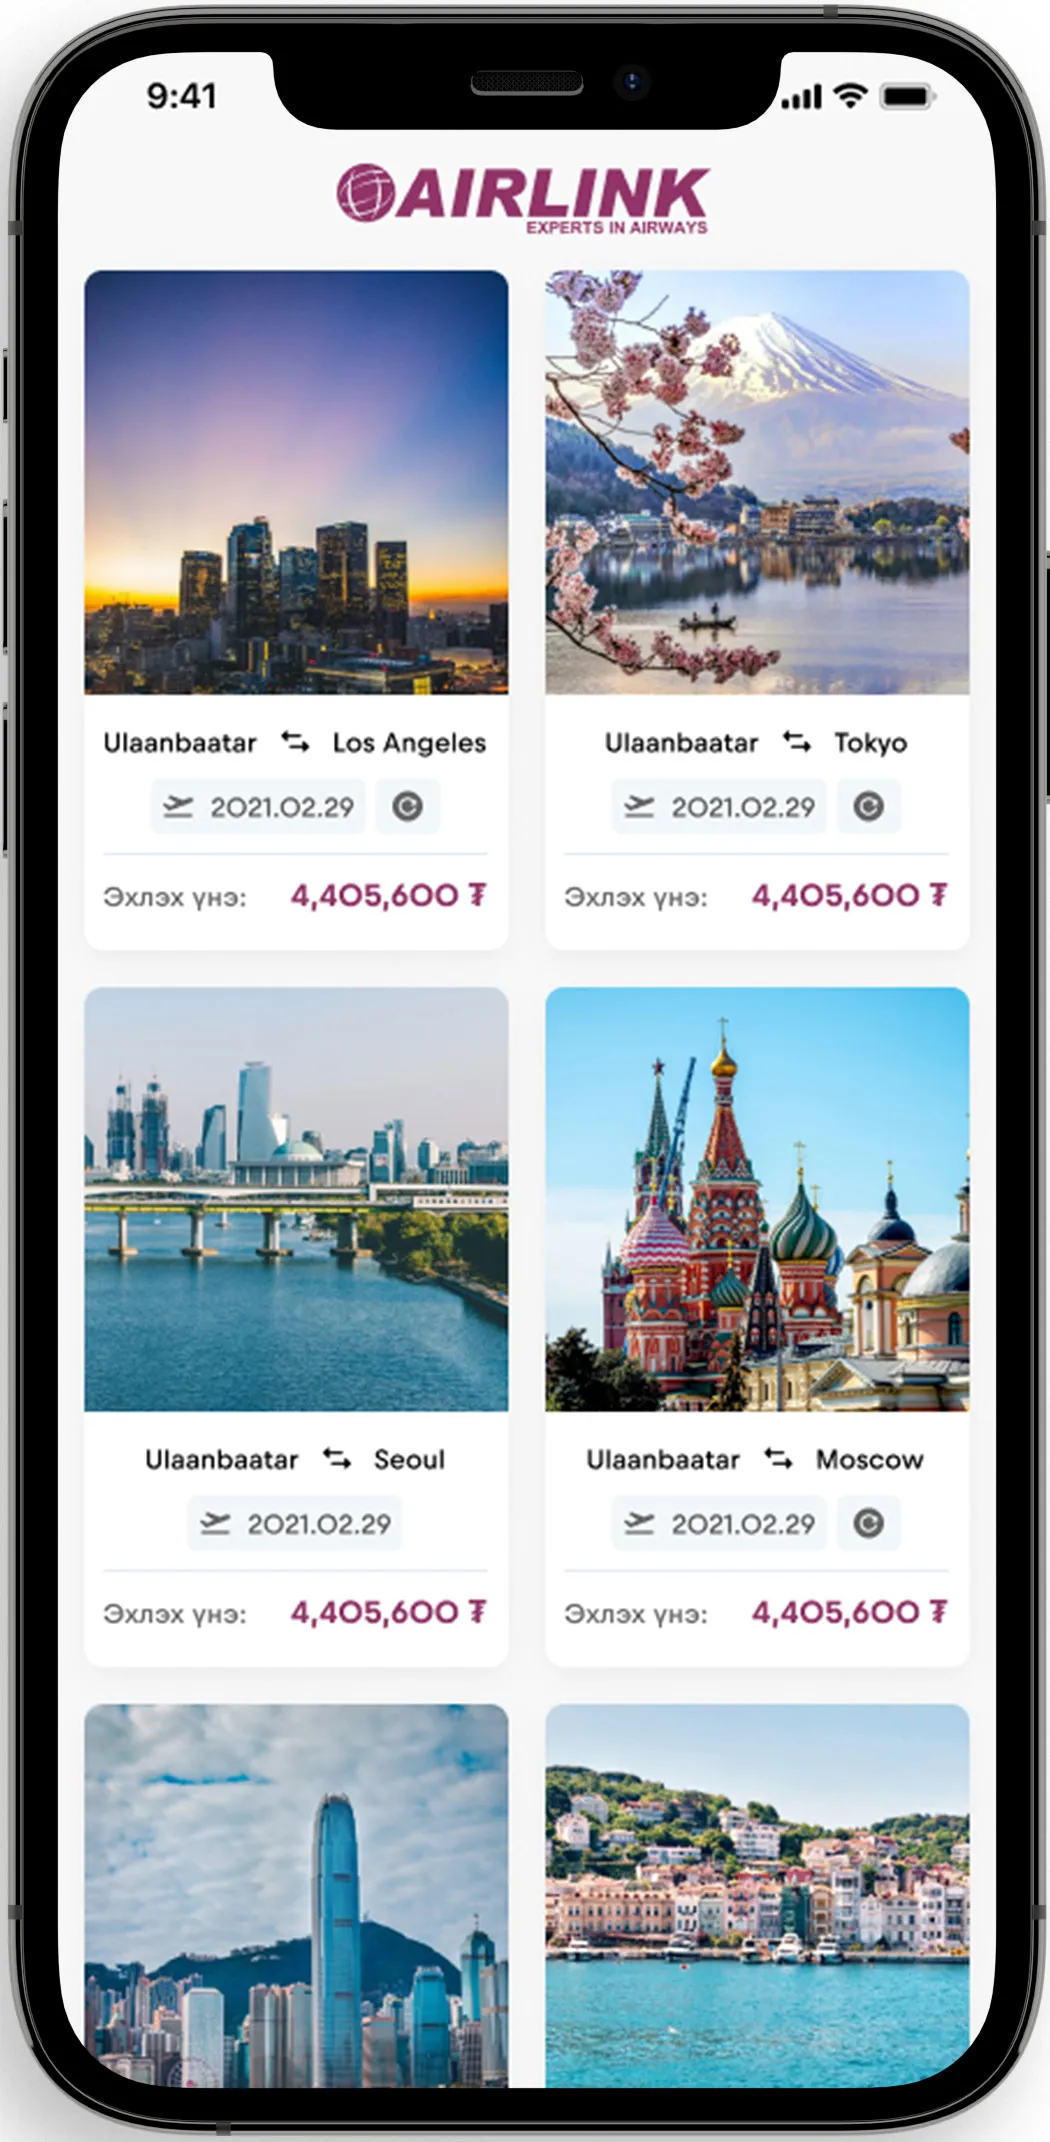 9:41
AIRLINK
EXPERTS IN AIRWAYS
Ulaanbaatar Los Angeles
2021.02.29
Эхлэх үнэ: 4,405,600 ₮
Ulaanbaatar Tokyo
2021.02.29
Эхлэх үнэ: 4,405,600 ₮
Ulaanbaatar Seoul
2021.02.29
Эхлэх үнэ: 4,405,600 ₮
Ulaanbaatar Moscow
2021.02.29
Эхлэх үнэ: 4,405,600 ₮